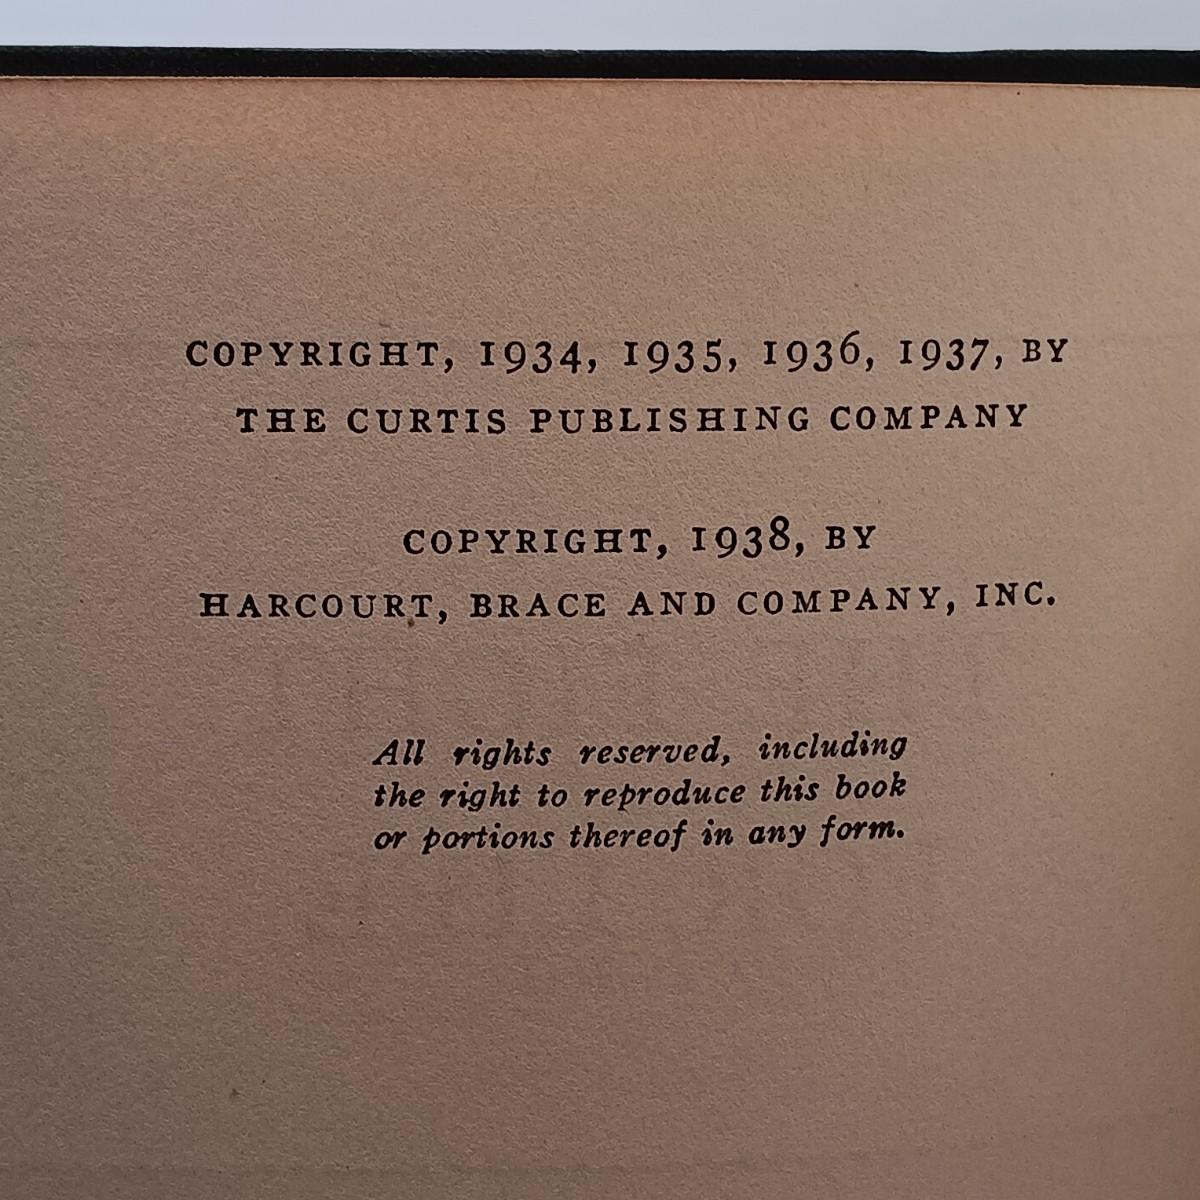 COPYRIGHT, 1934, 1935, 1936, 1937, BY
THE CURTIS PUBLISHING COMPANY
COPYRIGHT, 1938, BY
HARCOURT, BRACE AND COMPANY, INC.
All rights reserved, including
the right to reproduce this book
or portions thereof in any form.